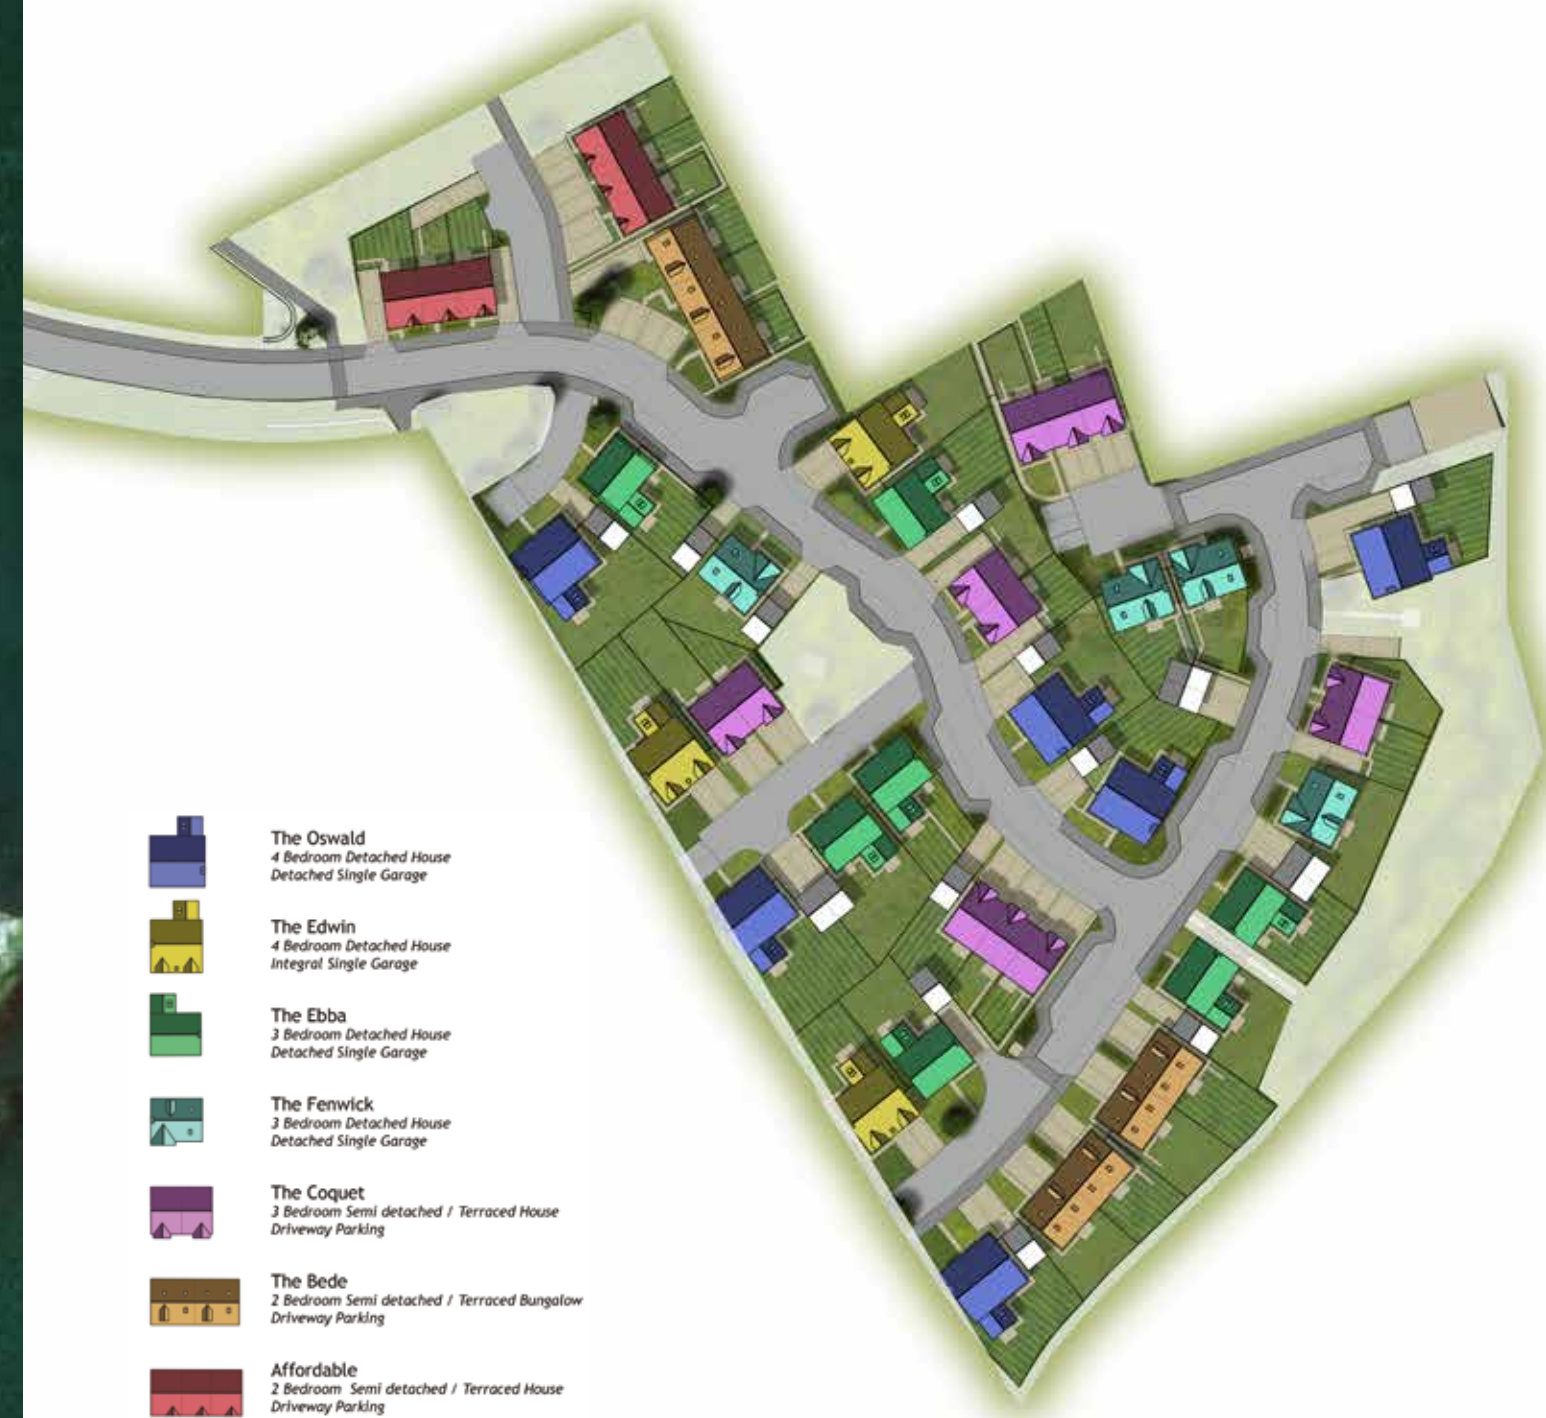 The Oswald
4 Bedroom Detached House
Detached Single Garage
The Edwin
4 Bedroom Detached House
Integral Single Garage
The Ebba
3 Bedroom Detached House
Detached Single Garage
The Fenwick
3 Bedroom Detached House
Detached Single Garage
The Coquet
3 Bedroom Semi detached / Terraced House
Driveway Parking
The Bede
2 Bedroom Semi detached / Terraced Bungalow
Driveway Parking
Affordable
2 Bedroom Semi detached / Terraced House
Driveway Parking